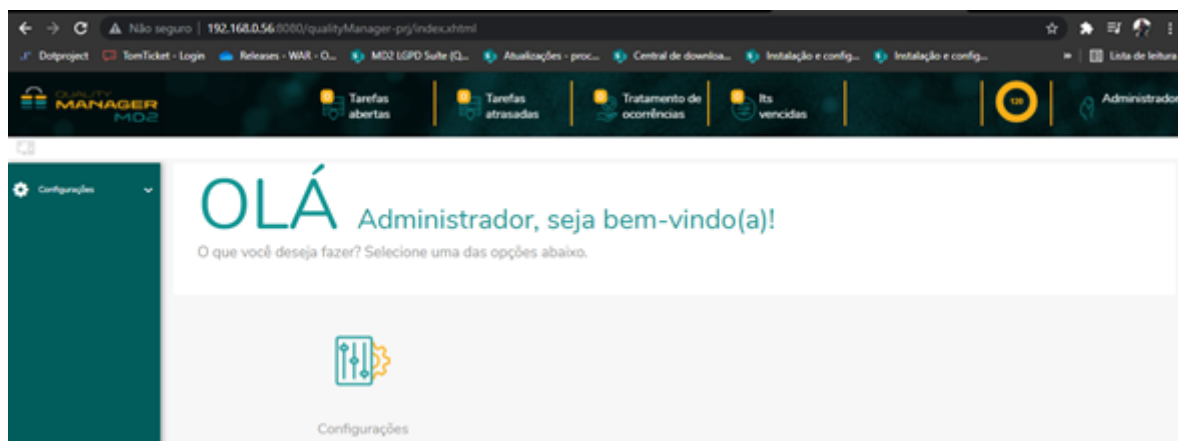 Não seguro | 192.168.0.56:8080/qualityManager-prj/index.xhtml
Dotproject TomTicket - Login Releases - WAR - O... MD2 LGPD Suite (Q... Atualizações - proc... Central de downloa... Instalação e config... Instalação e config... » Lista de leitura
QUALITY
MANAGER
MD2
Tarefas
abertas
Tarefas
atrasadas
Tratamento de
ocorrências
Its
vencidas
120
Administrador
Configurações
OLÁ Administrador, seja bem-vindo(a)!
O que você deseja fazer? Selecione uma das opções abaixo.
Configurações